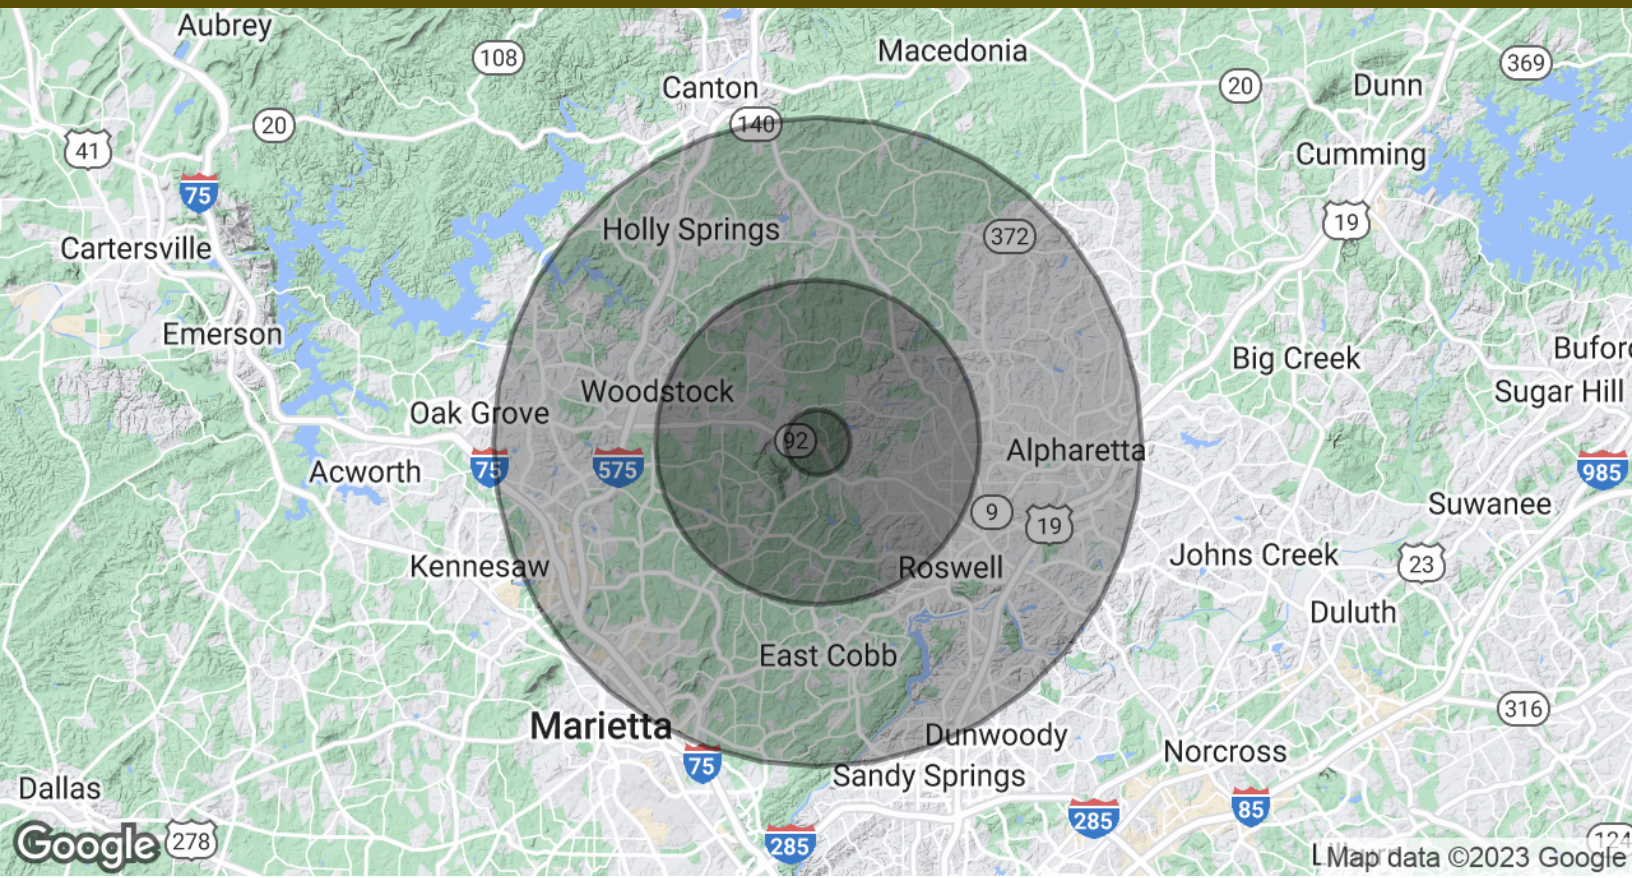 Aubrey
108
Macedonia
369
Canton
20
Dunn
20
140
41
Cumming
75
19
Holly Springs
372
Cartersville
Emerson
Big Creek
Sugar Hill
Woodstock
Oak Grove
92
Alpharetta
Acworth
75
575
985
Suwanee
9
19
Johns Creek
23
Kennesaw
Roswell
Duluth
East Cobb
316
Marietta
Dunwoody
Norcross
75
Sandy Springs
Dallas
85
285
285
Google
278
Map data ©2023 Google